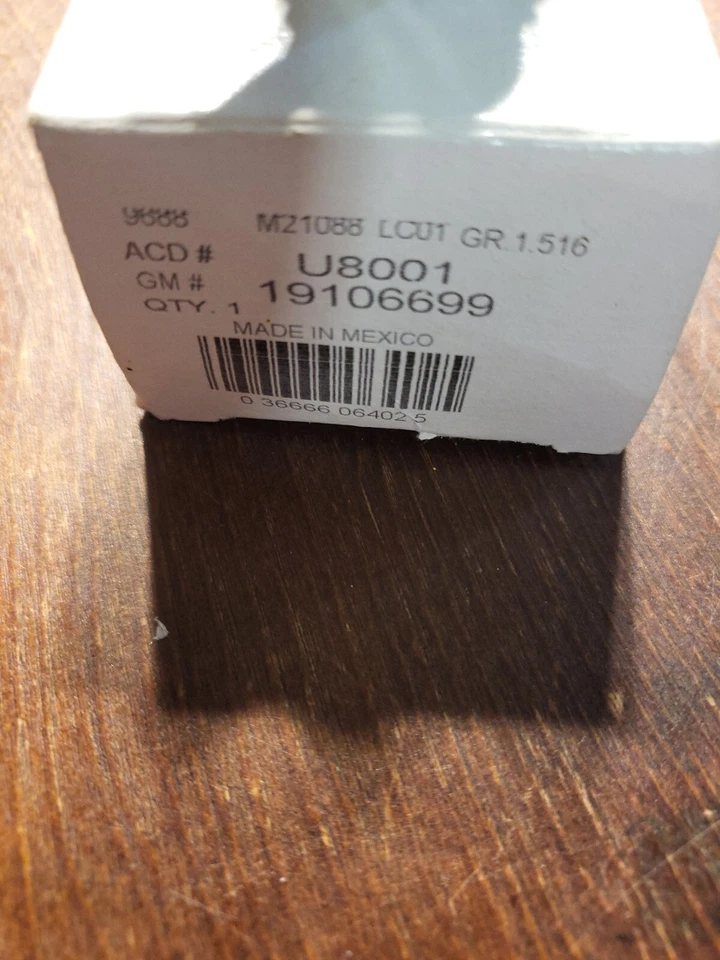 M21088 LC01 GR.1.516
ACD # U8001
GM # 19106699
QTY. 1
MADE IN MEXICO
0 36666 06402 5